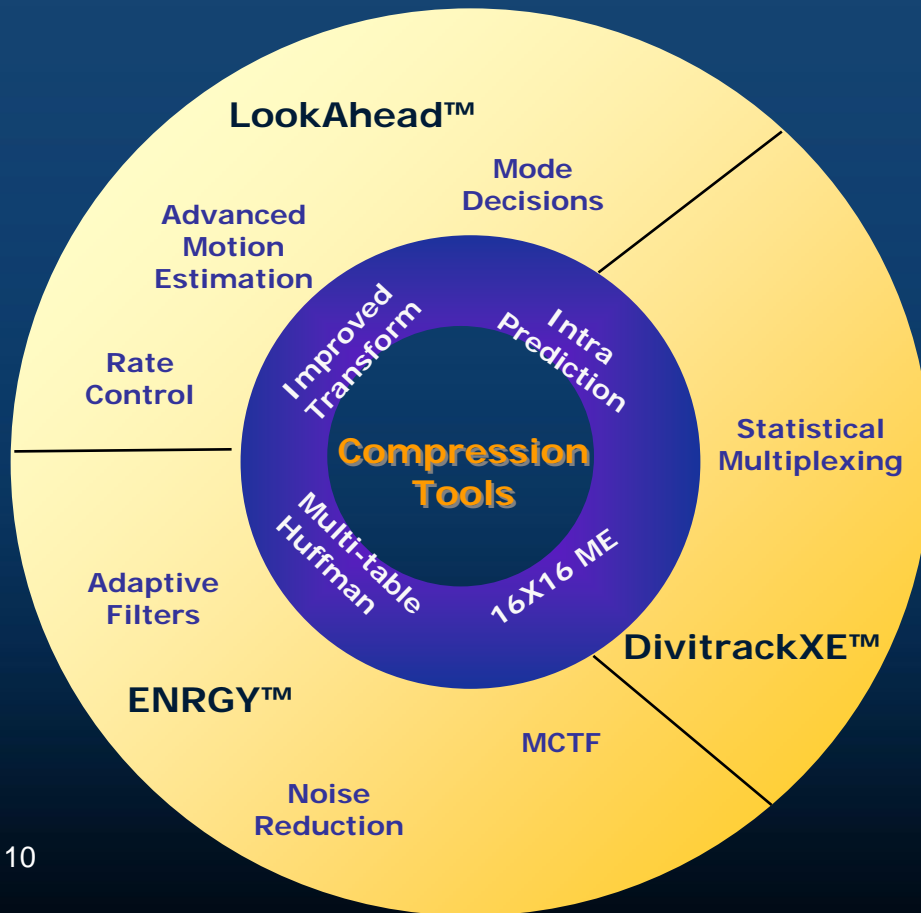 LookAhead™
Mode
Decisions
Advanced
Motion
Estimation
Rate
Control
Improved
Transform
Intra
Prediction
Compression
Tools
Statistical
Multiplexing
Multi-table
Huffman
16X16 ME
Adaptive
Filters
DivitrackXE™
ENRGY™
MCTF
Noise
Reduction
10